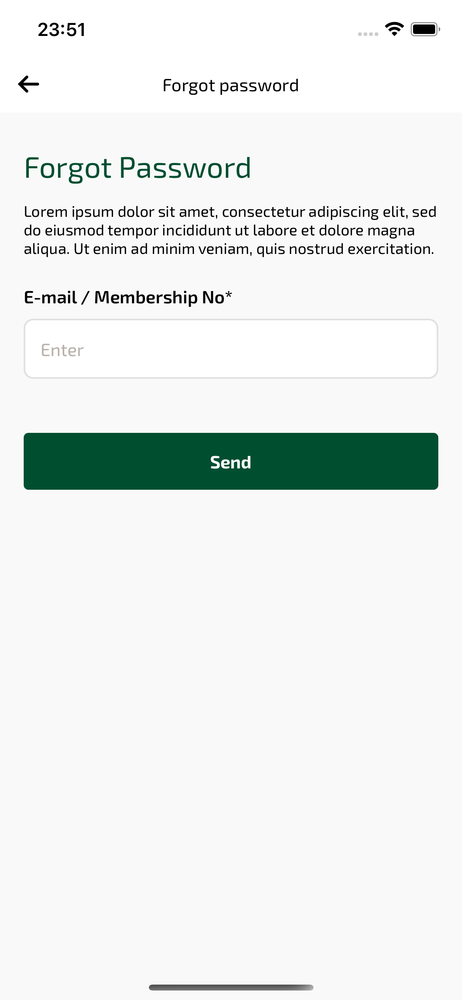 23:51
Forgot password
Forgot Password
Lorem ipsum dolor sit amet, consectetur adipiscing elit, sed
do eiusmod tempor incididunt ut labore et dolore magna
aliqua. Ut enim ad minim veniam, quis nostrud exercitation.
E-mail / Membership No*
Enter
Send